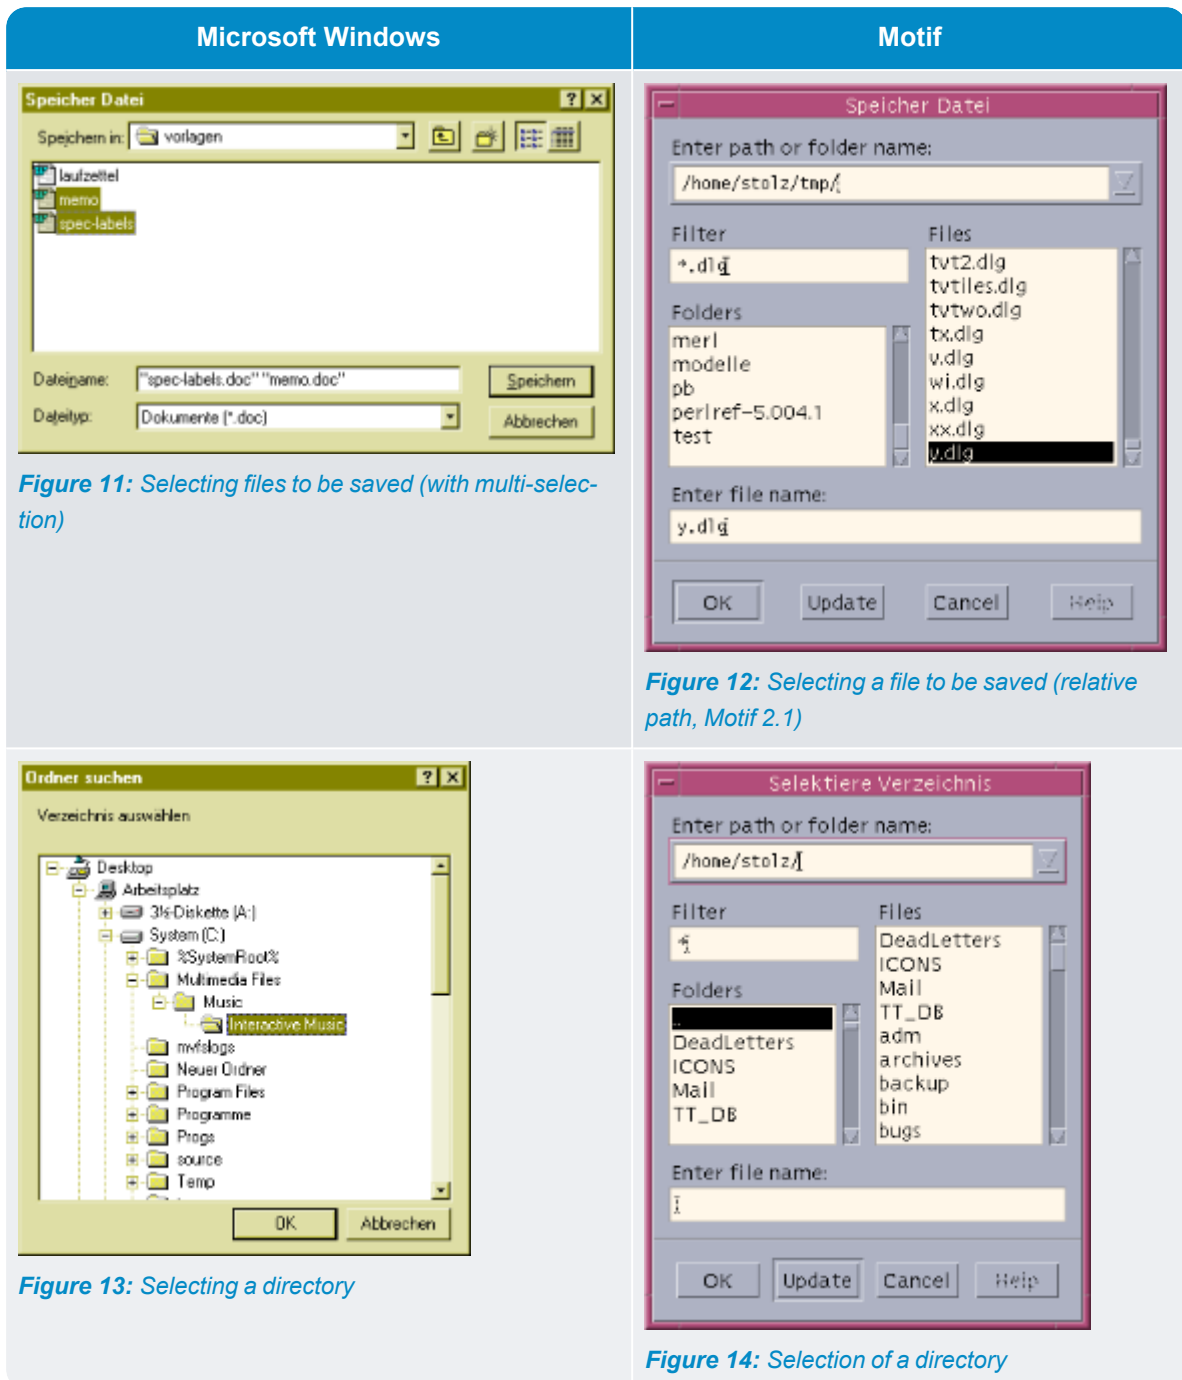 Microsoft Windows
Motif
Speicher Datei
Speichern in: vorlagen
laufzettel
memo
spec-labels
Dateiname: "spec-labels.doc" "memo.doc"
Speichern
Dateityp: Dokumente (*.doc)
Abbrechen
Figure 11: Selecting files to be saved (with multi-selec-
tion)
Speicher Datei
Enter path or folder name:
/home/stolz/tmp/
Filter
*.dlg
Folders
merl
modelle
pb
perlref-5.004.1
test
Files
tvt2.dlg
tvtiles.dlg
tvtwo.dlg
tx.dlg
v.dlg
wi.dlg
x.dlg
xx.dlg
y.dlg
Enter file name:
y.dlg
OK Update Cancel Help
Figure 12: Selecting a file to be saved (relative
path, Motif 2.1)
Ordner suchen
Verzeichnis auswählen
Desktop
Arbeitsplatz
3½-Diskette (A:)
System (C:)
%SystemRoot%
Multimedia Files
Music
Interactive Music
mvfslogs
Neuer Ordner
Program Files
Programme
Progs
source
Temp
OK Abbrechen
Figure 13: Selecting a directory
Selektiere Verzeichnis
Enter path or folder name:
/home/stolz/
Filter
*
Folders
..
DeadLetters
ICONS
Mail
TT_DB
Files
DeadLetters
ICONS
Mail
TT_DB
adm
archives
backup
bin
bugs
Enter file name:
OK Update Cancel Help
Figure 14: Selection of a directory